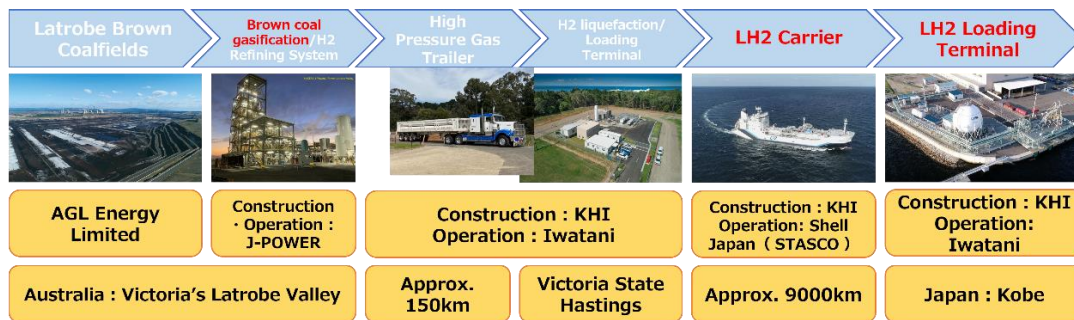 Latrobe Brown
Coalfields
Brown coal
gasification/H2
Refining System
High
Pressure Gas
Trailer
H2 liquefaction/
Loading
Terminal
LH2 Carrier
LH2 Loading
Terminal
AGL Energy
Limited
Construction
・Operation :
J-POWER
Construction : KHI
Operation : Iwatani
Construction : KHI
Operation: Shell
Japan ( STASCO )
Construction : KHI
Operation:
Iwatani
Australia : Victoria's Latrobe Valley
Approx.
150km
Victoria State
Hastings
Approx. 9000km
Japan : Kobe